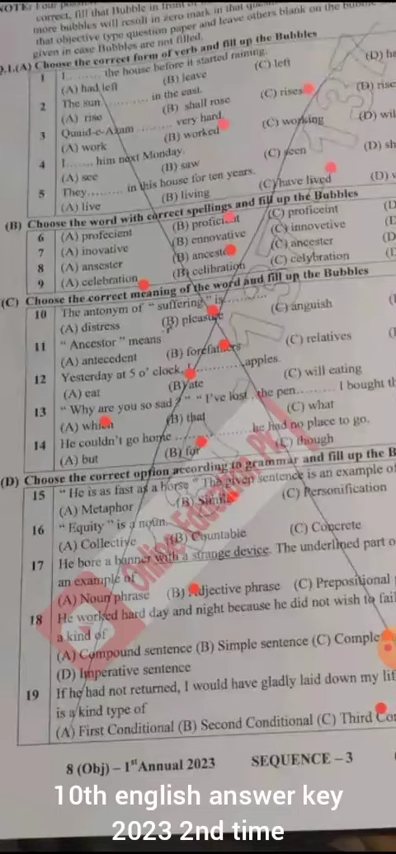 NOTE: Four
correct, fill that Bubble in front of
more bubbles will result in zero mark in that question
that objective type question paper and leave others blank on the bubble
given in case Bubbles are not filled.
Q.1.(A) Choose the correct form of verb and fill up the Bubbles
1 I........ the house before it started raining.
(A) had left (B) leave (C) left (D) ha
2 The sun ............ in the east.
(A) rise (B) shall rose (C) rises (D) rise
3 Quaid-e-Azam ......... very hard.
(A) work (B) worked (C) working (D) wil
4 I....... him next Monday.
(A) see (B) saw (C) seen (D) sh
5 They......... in this house for ten years.
(A) live (B) living (C) have lived (D)
(B) Choose the word with correct spellings and fill up the Bubbles
6 (A) profecient (B) proficient (C) proficeint (D
7 (A) inovative (B) ennovative (C) innovetive (D
8 (A) ansester (B) ancestor (C) ancester (D
9 (A) celebration (B) celibration (C) celybration (D
(C) Choose the correct meaning of the word and fill up the Bubbles
10 The antonym of “ suffering ” is.........
(A) distress (B) pleasure (C) anguish
11 “ Ancestor ” means
(A) antecedent (B) forefathers (C) relatives
12 Yesterday at 5 o’ clock,............apples.
(A) eat (B) ate (C) will eating
13 “ Why are you so sad ? ” “ I’ve lost the pen........ I bought th
(A) which (B) that (C) what
14 He couldn’t go home ............ he had no place to go.
(A) but (B) for (C) though
(D) Choose the correct option according to grammar and fill up the B
15 “ He is as fast as a horse ” The given sentence is an example of
(A) Metaphor (B) Simile (C) Personification
16 “ Equity ” is a noun.
(A) Collective (B) Countable (C) Concrete
17 He bore a banner with a strange device. The underlined part o
an example of
(A) Noun phrase (B) Adjective phrase (C) Prepositional
18 He worked hard day and night because he did not wish to fail
a kind of
(A) Compound sentence (B) Simple sentence (C) Comple
(D) Imperative sentence
19 If he had not returned, I would have gladly laid down my lif
is a kind type of
(A) First Conditional (B) Second Conditional (C) Third Con
8 (Obj) – 1st Annual 2023 SEQUENCE – 3
10th english answer key
2023 2nd time